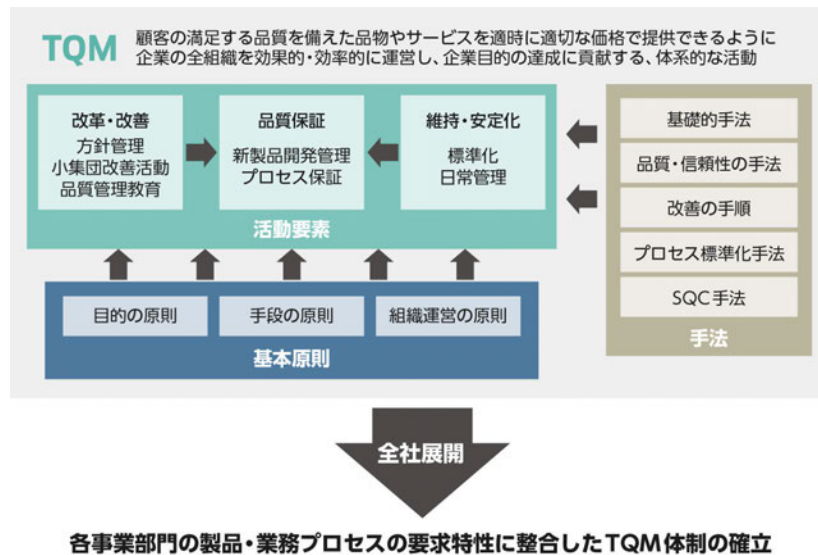 TQM
顧客の満足する品質を備えた品物やサービスを適時に適切な価格で提供できるように
企業の全組織を効果的・効率的に運営し、企業目的の達成に貢献する、体系的な活動
改革・改善
方針管理
小集団改善活動
品質管理教育
品質保証
新製品開発管理
プロセス保証
維持・安定化
標準化
日常管理
活動要素
基礎的手法
品質・信頼性の手法
改善の手順
プロセス標準化手法
SQC手法
手法
目的の原則
手段の原則
組織運営の原則
基本原則
全社展開
各事業部門の製品・業務プロセスの要求特性に整合したTQM体制の確立